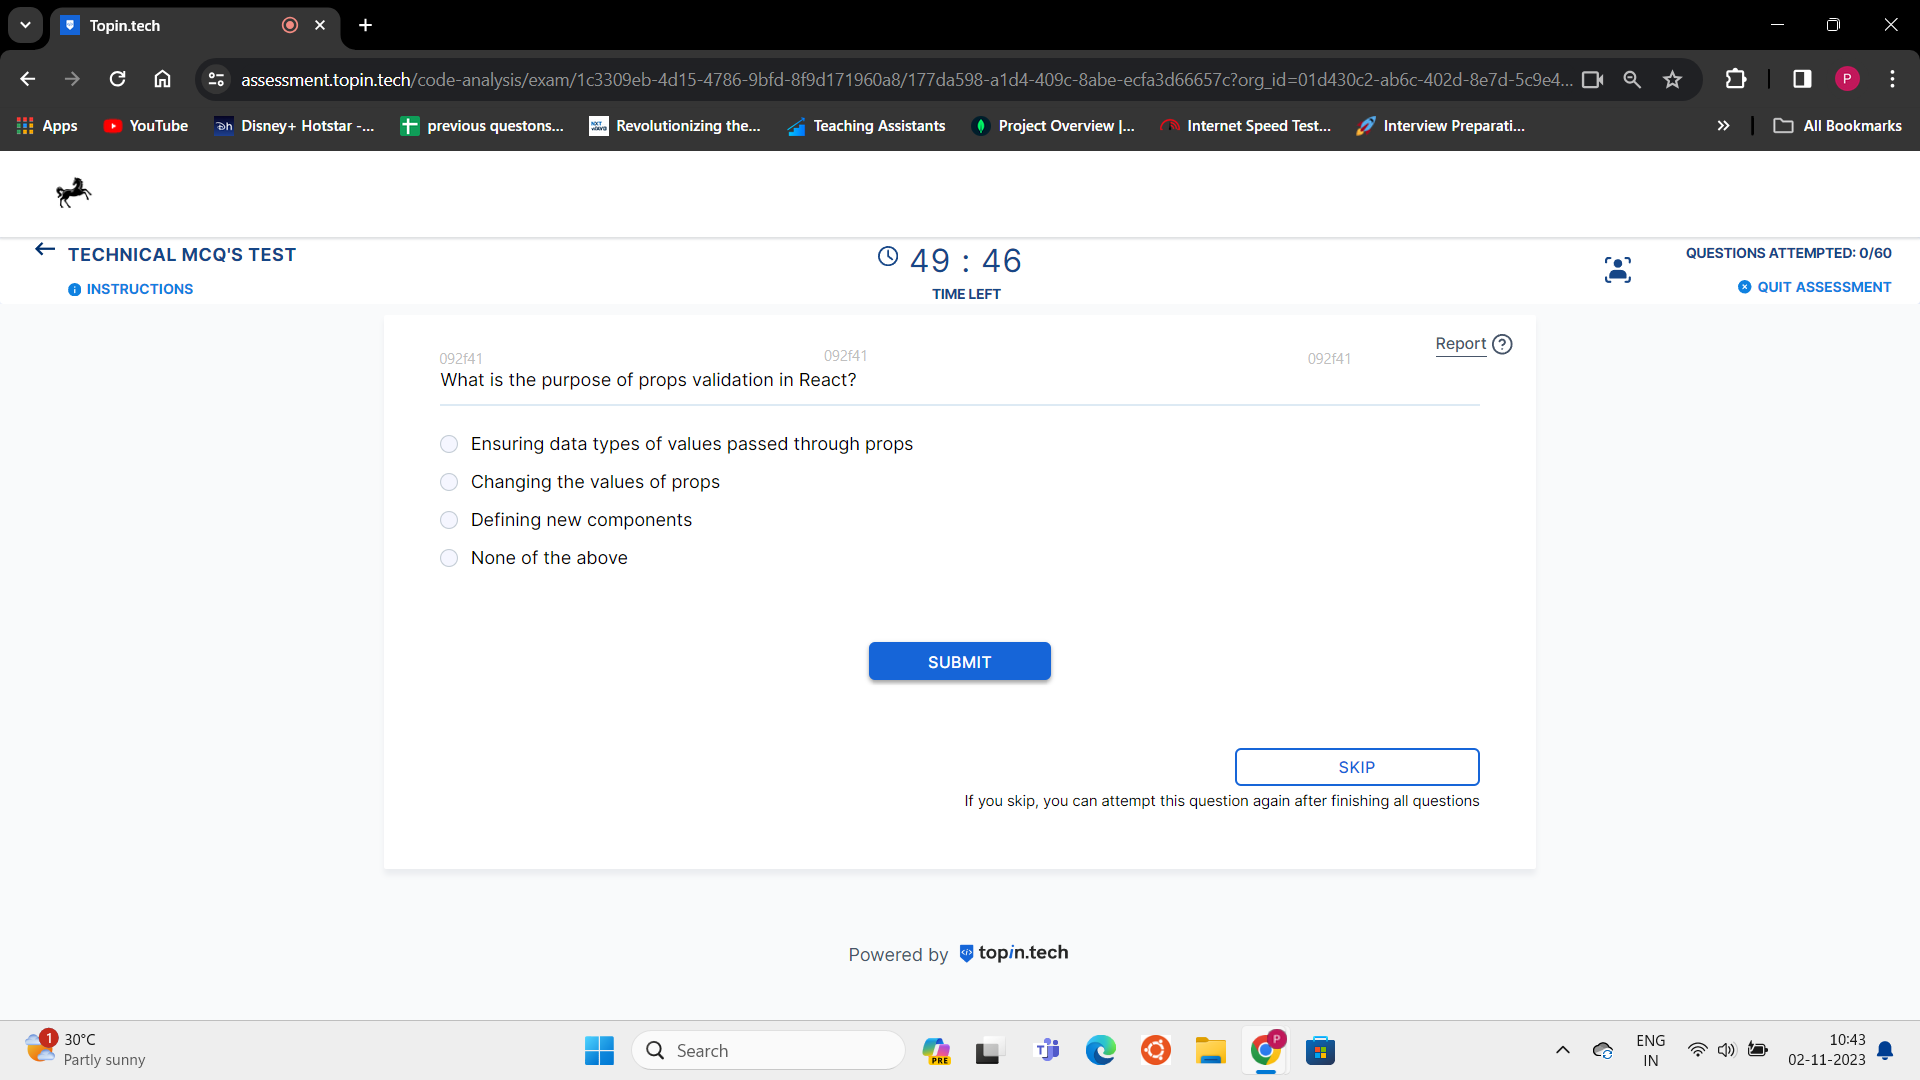 Topin.tech
assessment.topin.tech/code-analysis/exam/1c3309eb-4d15-4786-9bfd-8f9d171960a8/177da598-a1d4-409c-8abe-ecfa3d66657c?org_id=01d430c2-ab6c-402d-8e7d-5c9e4...
P
Apps
YouTube
Disney+ Hotstar -...
previous questons...
Revolutionizing the...
Teaching Assistants
Project Overview |...
Internet Speed Test...
Interview Preparati...
All Bookmarks
TECHNICAL MCQ'S TEST
INSTRUCTIONS
49 : 46
TIME LEFT
QUESTIONS ATTEMPTED: 0/60
QUIT ASSESSMENT
Report
092f41 092f41 092f41
What is the purpose of props validation in React?
Ensuring data types of values passed through props
Changing the values of props
Defining new components
None of the above
SUBMIT
SKIP
If you skip, you can attempt this question again after finishing all questions
Powered by topin.tech
1
30°C
Partly sunny
Search
PRE
P
ENG
IN
10:43
02-11-2023